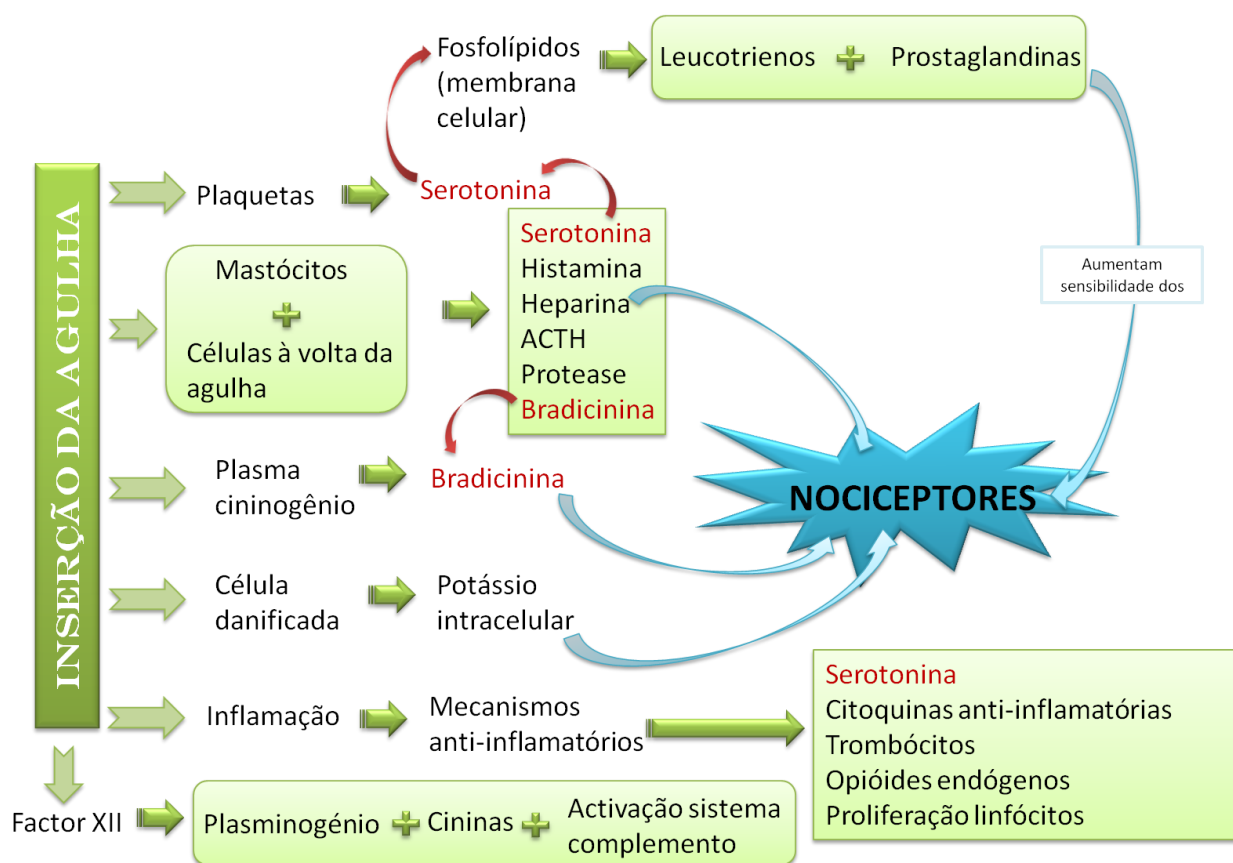 Fosfolípidos
(membrana
celular)
Leucotrienos + Prostaglandinas
INSERÇÃO DA AGULHA
Plaquetas
Serotonina
Mastócitos
+
Células à volta da
agulha
Serotonina
Histamina
Heparina
ACTH
Protease
Bradicinina
Aumentam
sensibilidade dos
Plasma
cininogênio
Bradicinina
NOCICEPTORES
Célula
danificada
Potássio
intracelular
Inflamação
Mecanismos
anti-inflamatórios
Serotonina
Citoquinas anti-inflamatórias
Trombócitos
Opióides endógenos
Proliferação linfócitos
Factor XII
Plasminogénio + Cininas + Activação sistema
complemento